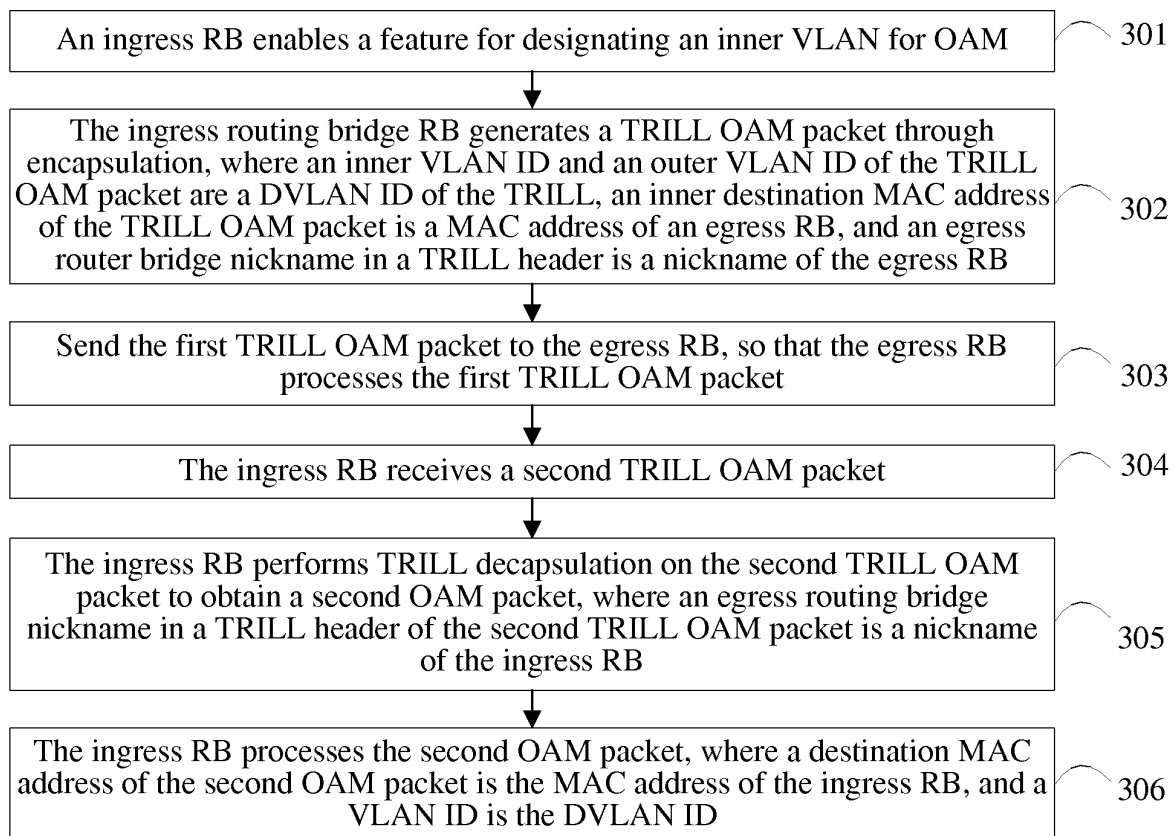 An ingress RB enables a feature for designating an inner VLAN for OAM
301
The ingress routing bridge RB generates a TRILL OAM packet through
encapsulation, where an inner VLAN ID and an outer VLAN ID of the TRILL
OAM packet are a DVLAN ID of the TRILL, an inner destination MAC address
of the TRILL OAM packet is a MAC address of an egress RB, and an egress
router bridge nickname in a TRILL header is a nickname of the egress RB
302
Send the first TRILL OAM packet to the egress RB, so that the egress RB
processes the first TRILL OAM packet
303
The ingress RB receives a second TRILL OAM packet
304
The ingress RB performs TRILL decapsulation on the second TRILL OAM
packet to obtain a second OAM packet, where an egress routing bridge
nickname in a TRILL header of the second TRILL OAM packet is a nickname
of the ingress RB
305
The ingress RB processes the second OAM packet, where a destination MAC
address of the second OAM packet is the MAC address of the ingress RB, and a
VLAN ID is the DVLAN ID
306